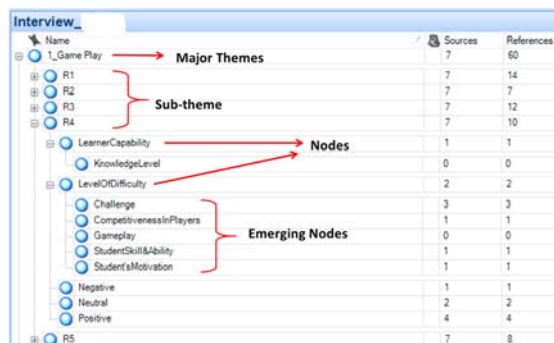 Interview_
Name Sources References
1_Game Play Major Themes 7 60
R1 7 14
R2 7 7
R3 Sub-theme 7 12
R4 7 10
LearnerCapability Nodes 1 1
KnowledgeLevel 0 0
LevelOfDifficulty 2 2
Challenge 3 3
CompetitivenessInPlayers 1 1
Gameplay Emerging Nodes 0 0
StudentSkill&Ability 1 1
Student'sMotivation 1 1
Negative 1 1
Neutral 2 2
Positive 4 4
R5 7 8